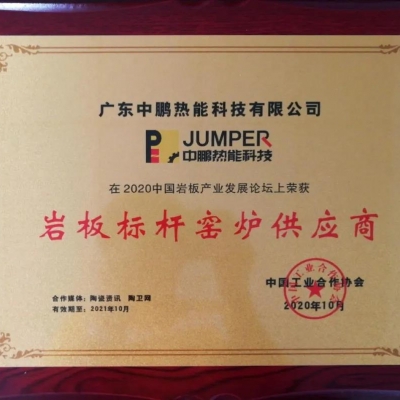 广东中鹏热能科技有限公司
JUMPER
中鹏热能科技
在2020中国岩板产业发展论坛上荣获
岩板标杆窑炉供应商
中国工业合作协会
2020年10月
合作媒体：陶瓷资讯 陶卫网
有效期至：2021年10月